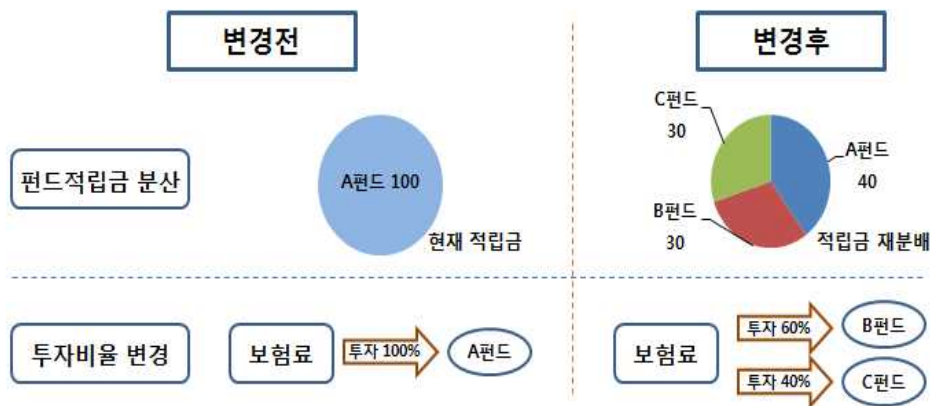 변경전
변경후
펀드적립금 분산
A펀드 100
현재 적립금
C펀드
30
A펀드
40
B펀드
30
적립금 재분배
투자비율 변경
보험료
투자 100%
A펀드
보험료
투자 60%
B펀드
투자 40%
C펀드